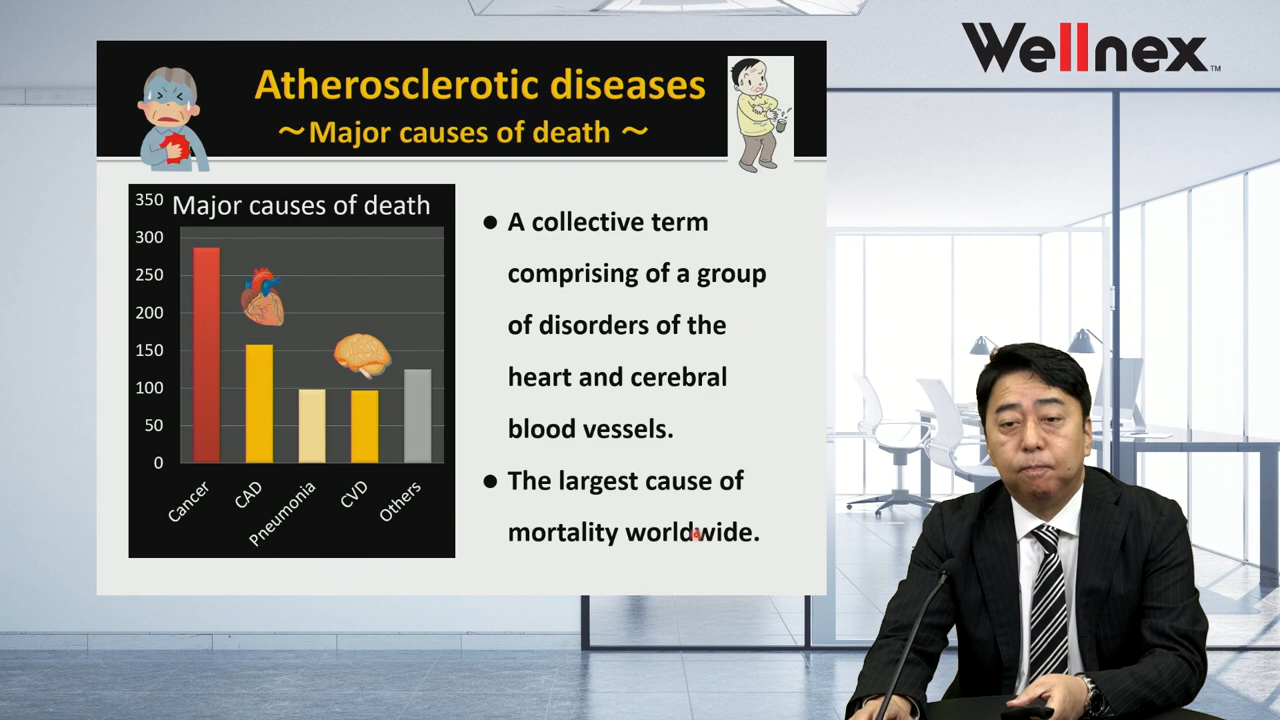 Wellnex™
Atherosclerotic diseases
～Major causes of death ～
Major causes of death
350
300
250
200
150
100
50
0
Cancer
CAD
Pneumonia
CVD
Others
● A collective term
comprising of a group
of disorders of the
heart and cerebral
blood vessels.
● The largest cause of
mortality worldwide.